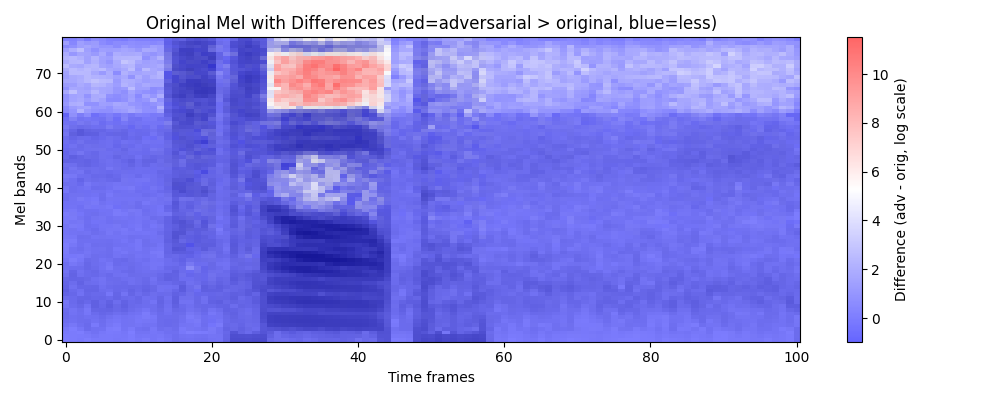 Original Mel with Differences (red=adversarial > original, blue=less)
Mel bands
70
60
50
40
30
20
10
0
0 20 40 60 80 100
Time frames
10
8
6
4
2
0
Difference (adv - orig, log scale)